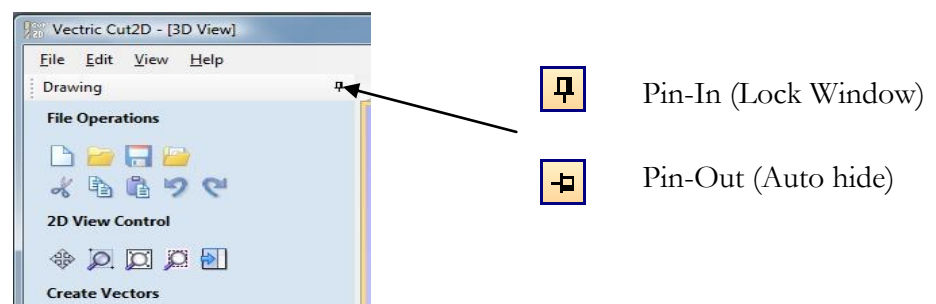 Vectric Cut2D - [3D View]
File Edit View Help
Drawing
File Operations
2D View Control
Create Vectors
Pin-In (Lock Window)
Pin-Out (Auto hide)